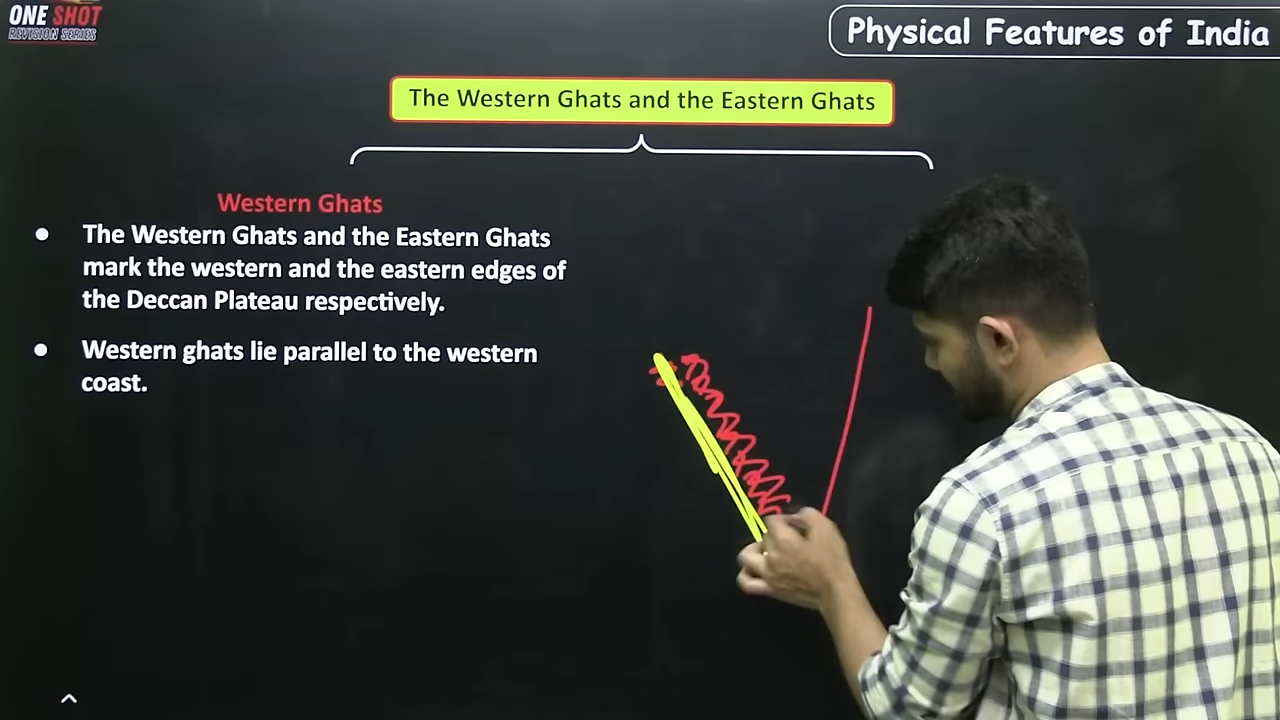 ONE SHOT
REVISION SERIES
Physical Features of India
The Western Ghats and the Eastern Ghats
Western Ghats
● The Western Ghats and the Eastern Ghats
mark the western and the eastern edges of
the Deccan Plateau respectively.
● Western ghats lie parallel to the western
coast.